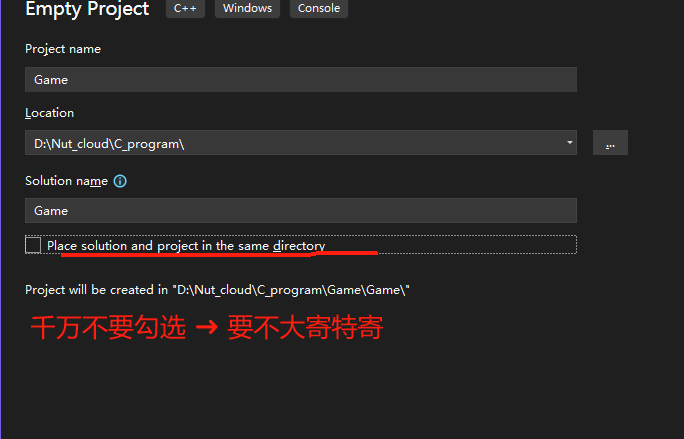 Empty Project C++ Windows Console
Project name
Game
Location
D:\Nut_cloud\C_program\
...
Solution name
Game
Place solution and project in the same directory
Project will be created in "D:\Nut_cloud\C_program\Game\Game\"
千万不要勾选 → 要不大寄特寄